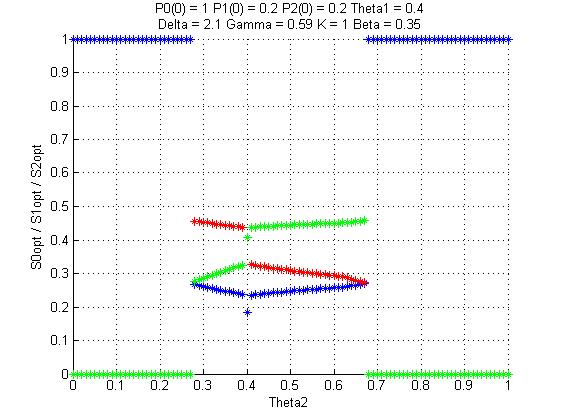 P0(0) = 1 P1(0) = 0.2 P2(0) = 0.2 Theta1 = 0.4
Delta = 2.1 Gamma = 0.59 K = 1 Beta = 0.35
S0opt / S1opt / S2opt
1
0.9
0.8
0.7
0.6
0.5
0.4
0.3
0.2
0.1
0
0 0.1 0.2 0.3 0.4 0.5 0.6 0.7 0.8 0.9 1
Theta2